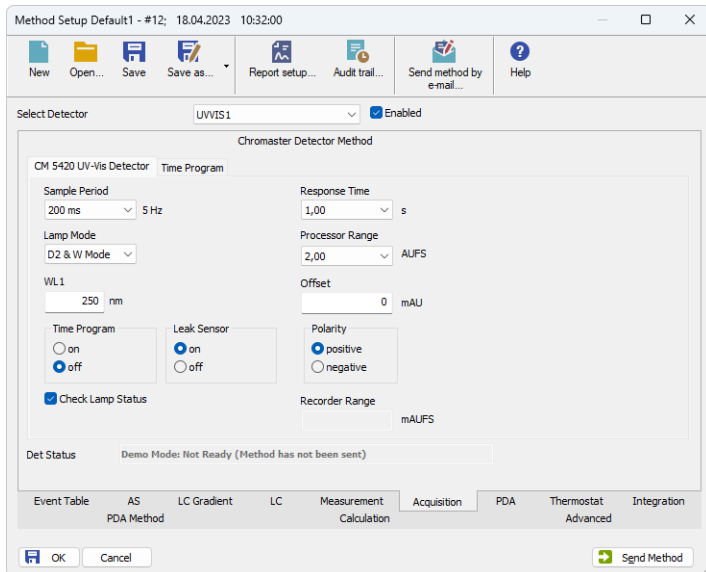 Method Setup Default1 - #12; 18.04.2023 10:32:00
New Open... Save Save as... Report setup... Audit trail... Send method by e-mail... Help
Select Detector UVVIS1 Enabled
Chromaster Detector Method
CM 5420 UV-Vis Detector Time Program
Sample Period Response Time
200 ms 5 Hz 1,00 s
Lamp Mode Processor Range
D2 & W Mode 2,00 AUFS
WL1 Offset
250 nm 0 mAU
Time Program Leak Sensor Polarity
on on positive
off off negative
Check Lamp Status Recorder Range
mAUFS
Det Status Demo Mode: Not Ready (Method has not been sent)
Event Table AS LC Gradient LC Measurement Acquisition PDA Thermostat Integration
PDA Method Calculation Advanced
OK Cancel Send Method